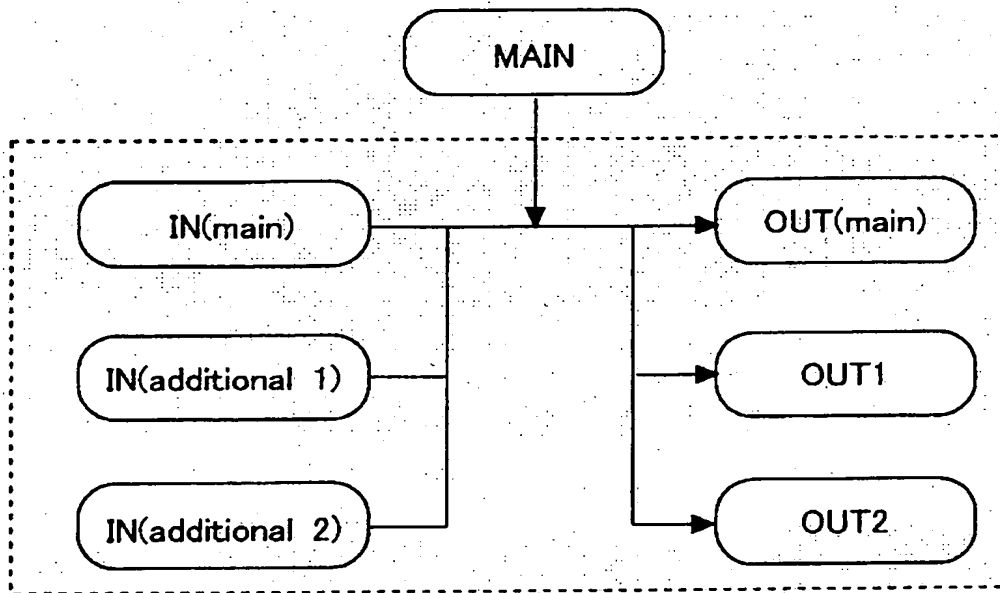 MAIN
IN(main)
OUT(main)
IN(additional 1)
OUT1
IN(additional 2)
OUT2